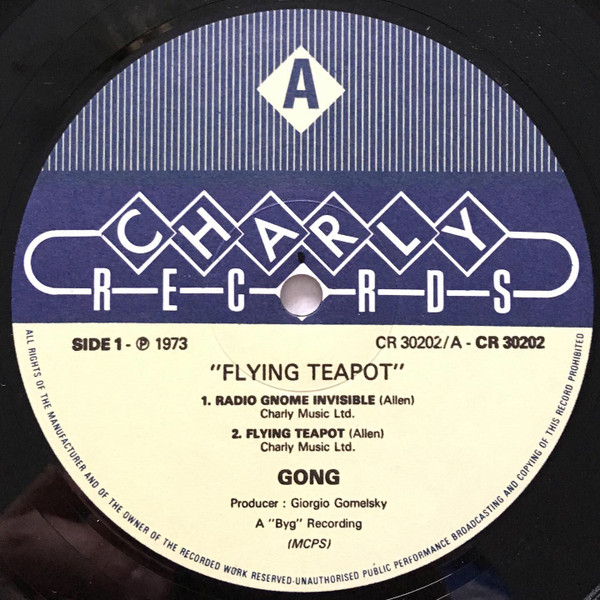 A
CHARLY
RECORDS
SIDE 1 - ℗ 1973
CR 30202/A - CR 30202
"FLYING TEAPOT"
1. RADIO GNOME INVISIBLE (Allen)
Charly Music Ltd.
2. FLYING TEAPOT (Allen)
Charly Music Ltd.
GONG
Producer : Giorgio Gomelsky
A "Byg" Recording
(MCPS)
ALL RIGHTS OF THE MANUFACTURER AND OF THE OWNER OF THE RECORDED WORK RESERVED-UNAUTHORISED PUBLIC PERFORMANCE BROADCASTING AND COPYING OF THIS RECORD PROHIBITED